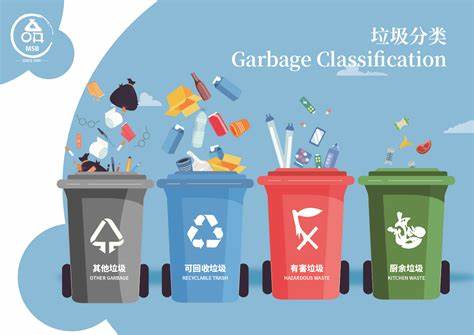 MSB
SINCE 1999
垃圾分类
Garbage Classification
其他垃圾
OTHER GARBAGE
可回收垃圾
RECYCLABLE TRASH
有害垃圾
HAZARDOUS WASTE
厨余垃圾
KITCHEN WASTE